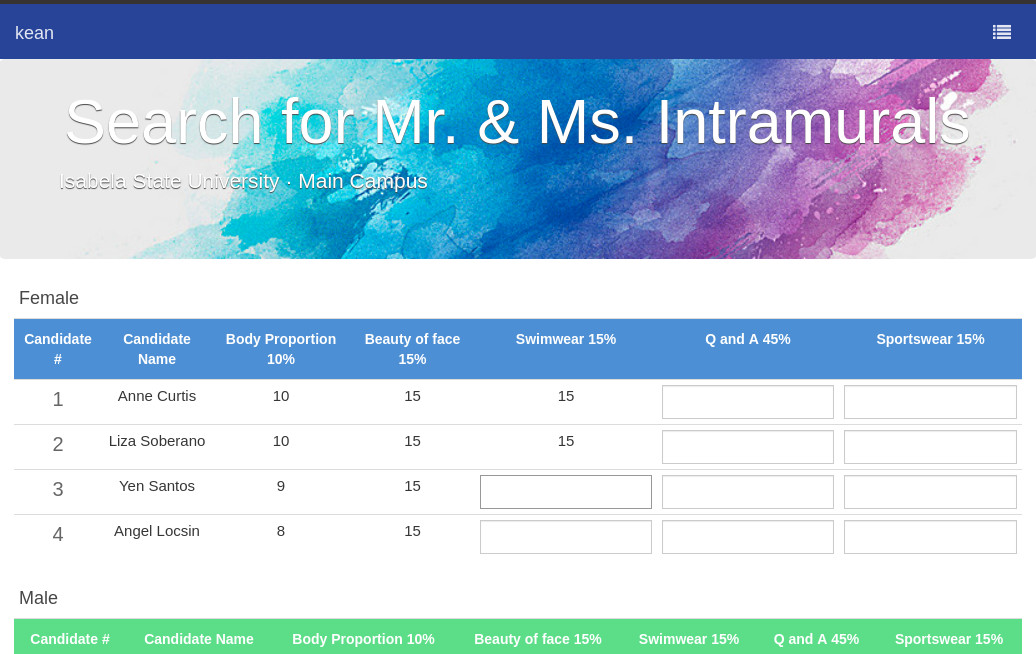 kean
Search for Mr. & Ms. Intramurals
Isabela State University · Main Campus
Female
Candidate # Candidate Name Body Proportion 10% Beauty of face 15% Swimwear 15% Q and A 45% Sportswear 15%
1 Anne Curtis 10 15 15
2 Liza Soberano 10 15 15
3 Yen Santos 9 15
4 Angel Locsin 8 15
Male
Candidate # Candidate Name Body Proportion 10% Beauty of face 15% Swimwear 15% Q and A 45% Sportswear 15%